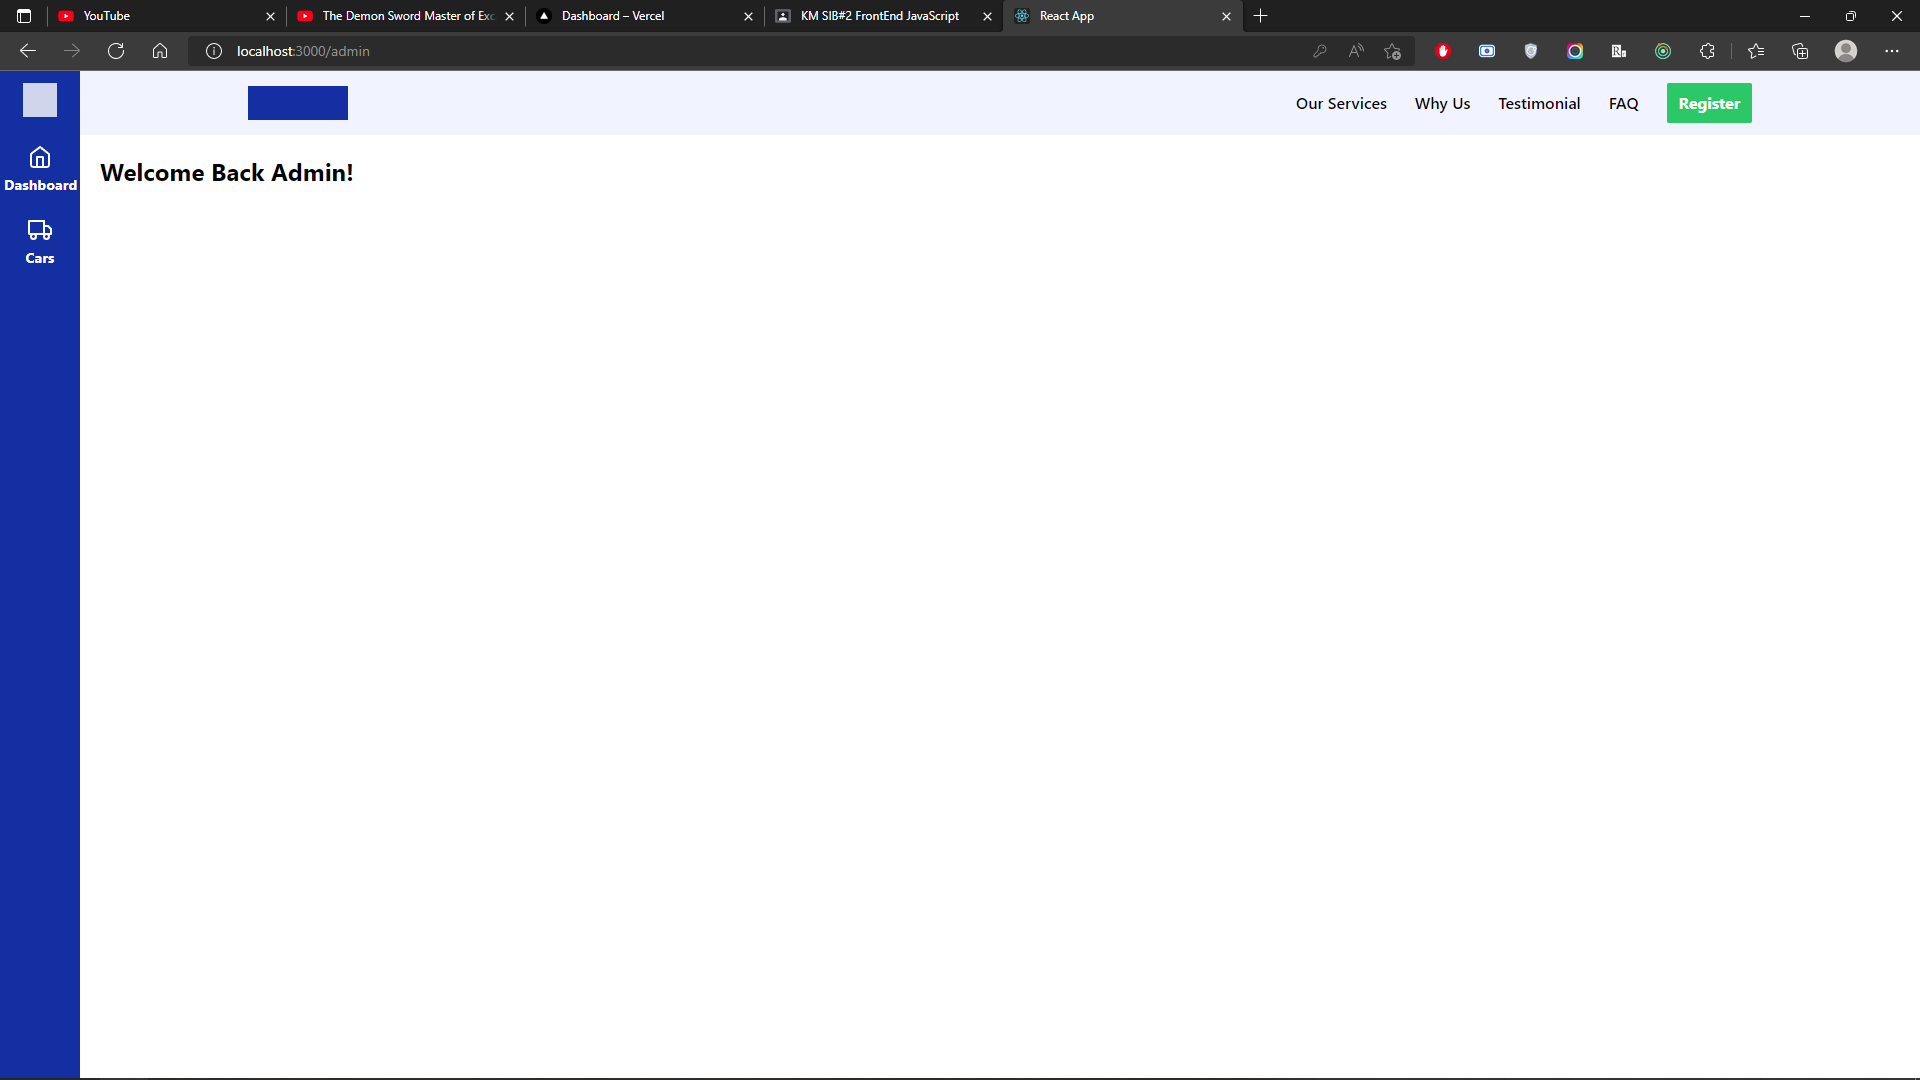 YouTube
The Demon Sword Master of Exc
Dashboard – Vercel
KM SIB#2 FrontEnd JavaScript
React App
localhost:3000/admin
Our Services
Why Us
Testimonial
FAQ
Register
Dashboard
Cars
Welcome Back Admin!